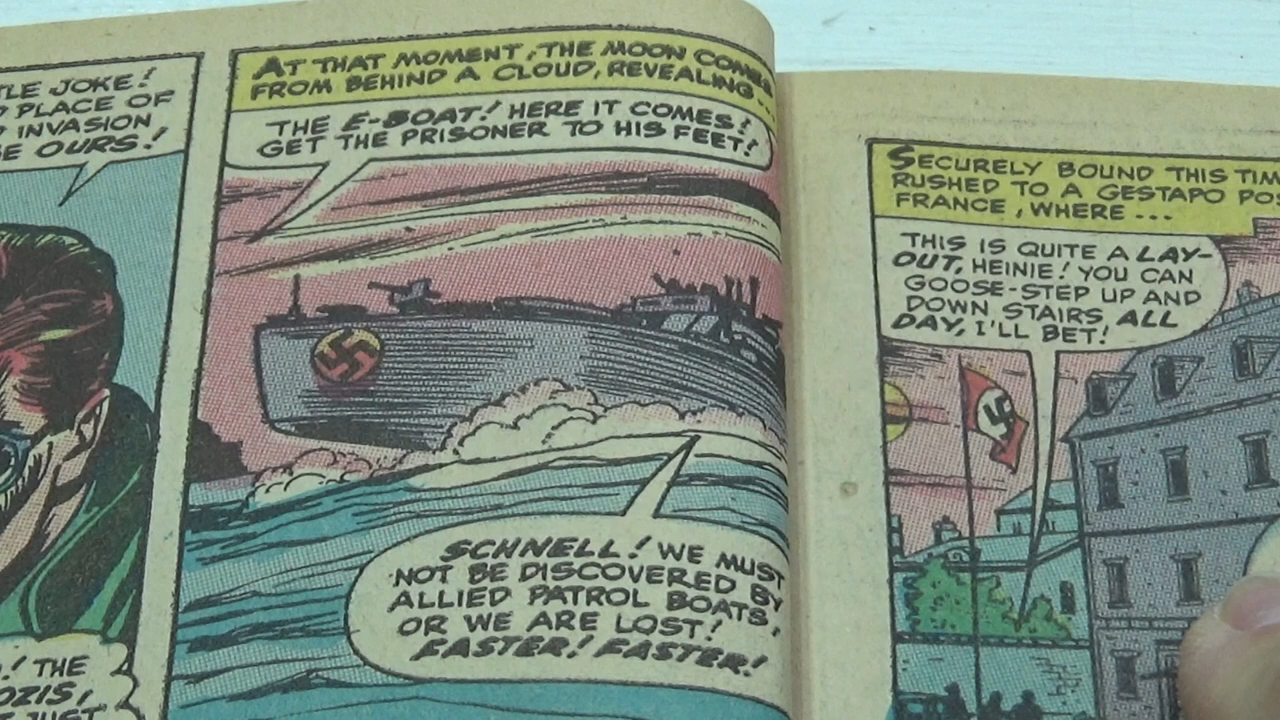 TLE JOKE!
PLACE OF
INVASION
OURS!
! THE
OZIS,
JUST
AT THAT MOMENT, THE MOON COMES
FROM BEHIND A CLOUD, REVEALING...
THE E-BOAT! HERE IT COMES!
GET THE PRISONER TO HIS FEET!
SCHNELL! WE MUST
NOT BE DISCOVERED BY
ALLIED PATROL BOATS,
OR WE ARE LOST!
FASTER! FASTER!
SECURELY BOUND THIS TIM
RUSHED TO A GESTAPO POS
FRANCE, WHERE...
THIS IS QUITE A LAY-
OUT, HEINIE! YOU CAN
GOOSE-STEP UP AND
DOWN STAIRS ALL
DAY, I'LL BET!